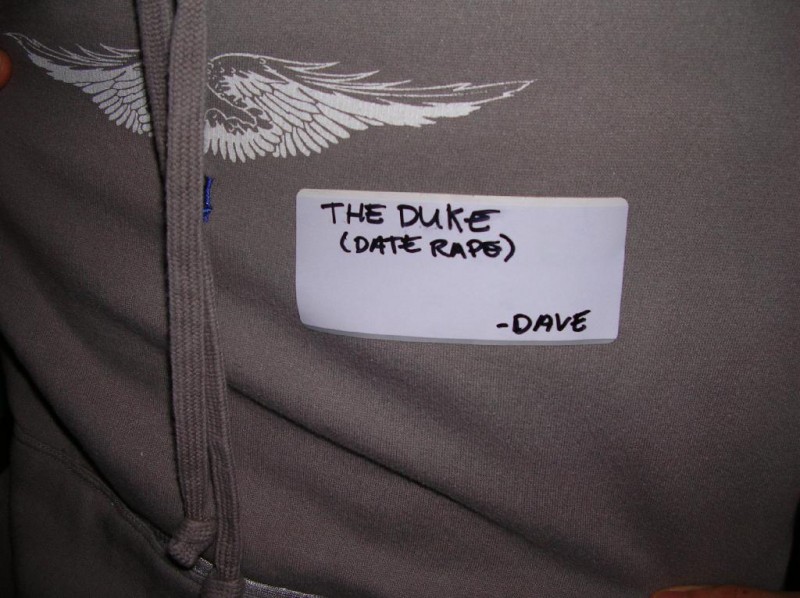 THE DUKE
(DATE RAPE)
-DAVE